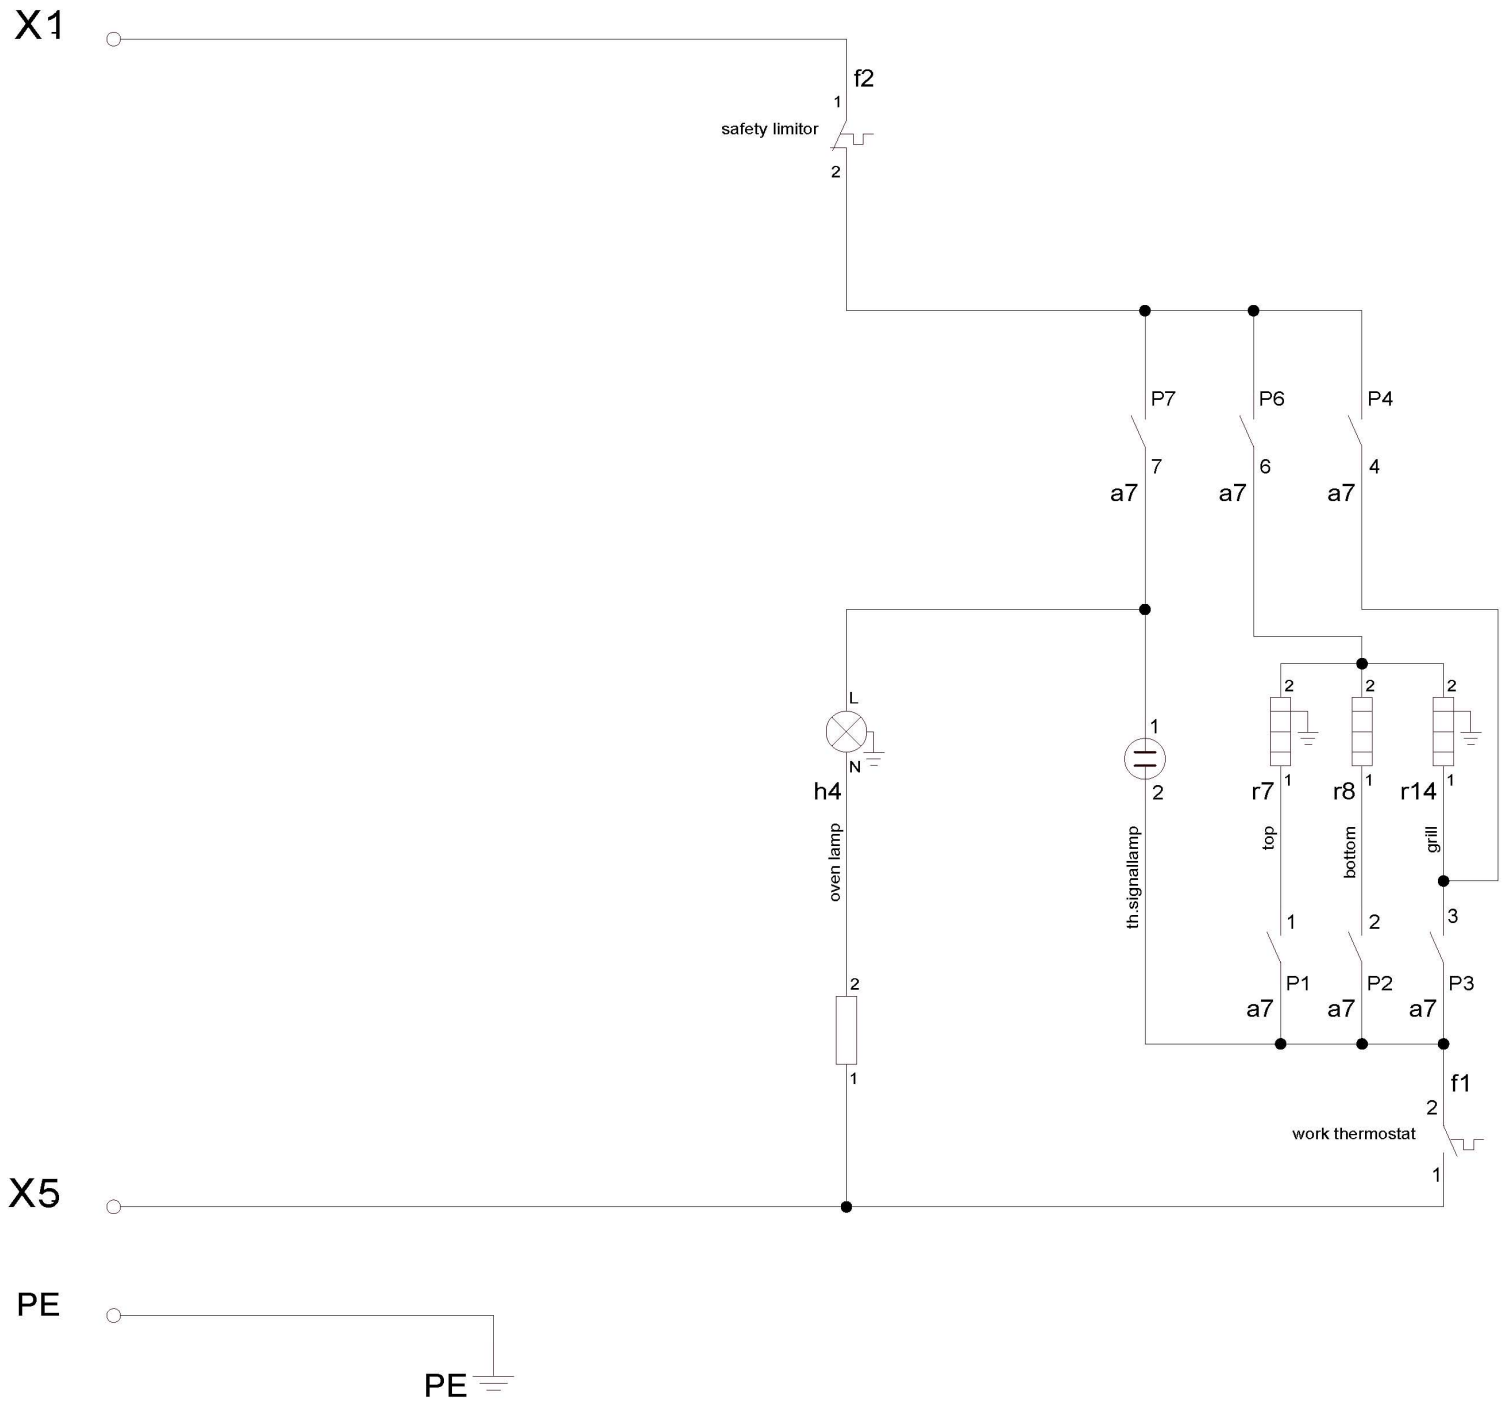 X1
f2
1
safety limitor
2
P7
P6
P4
7
6
4
a7
a7
a7
L
2
2
2
1
N
h4
2
r7
1
r8
1
r14
1
oven lamp
th.signallamp
top
bottom
grill
1
2
3
2
P1
P2
P3
a7
a7
a7
1
f1
2
work thermostat
1
X5
PE
PE